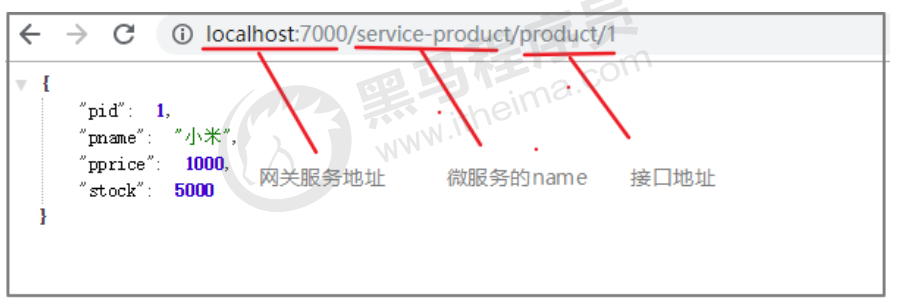 localhost:7000/service-product/product/1
{
"pid": 1,
"pname": "小米",
"pprice": 1000,
"stock": 5000
}
网关服务地址 微服务的name 接口地址
黑马程序员
www.itheima.com